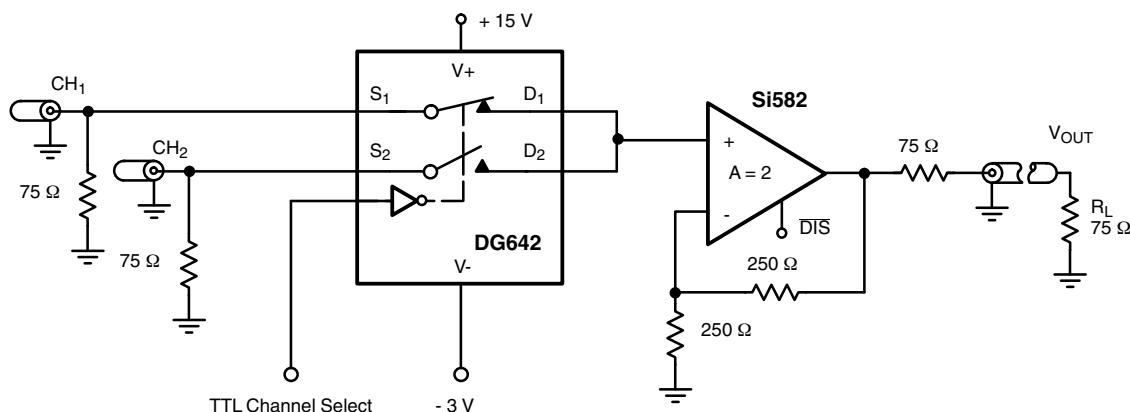 + 15 V
CH1
V+
S1
D1
Si582
CH2
S2
D2
+
75 Ω
VOUT
75 Ω
A = 2
-
DIS
RL
75 Ω
DG642
75 Ω
V-
250 Ω
250 Ω
TTL Channel Select
- 3 V